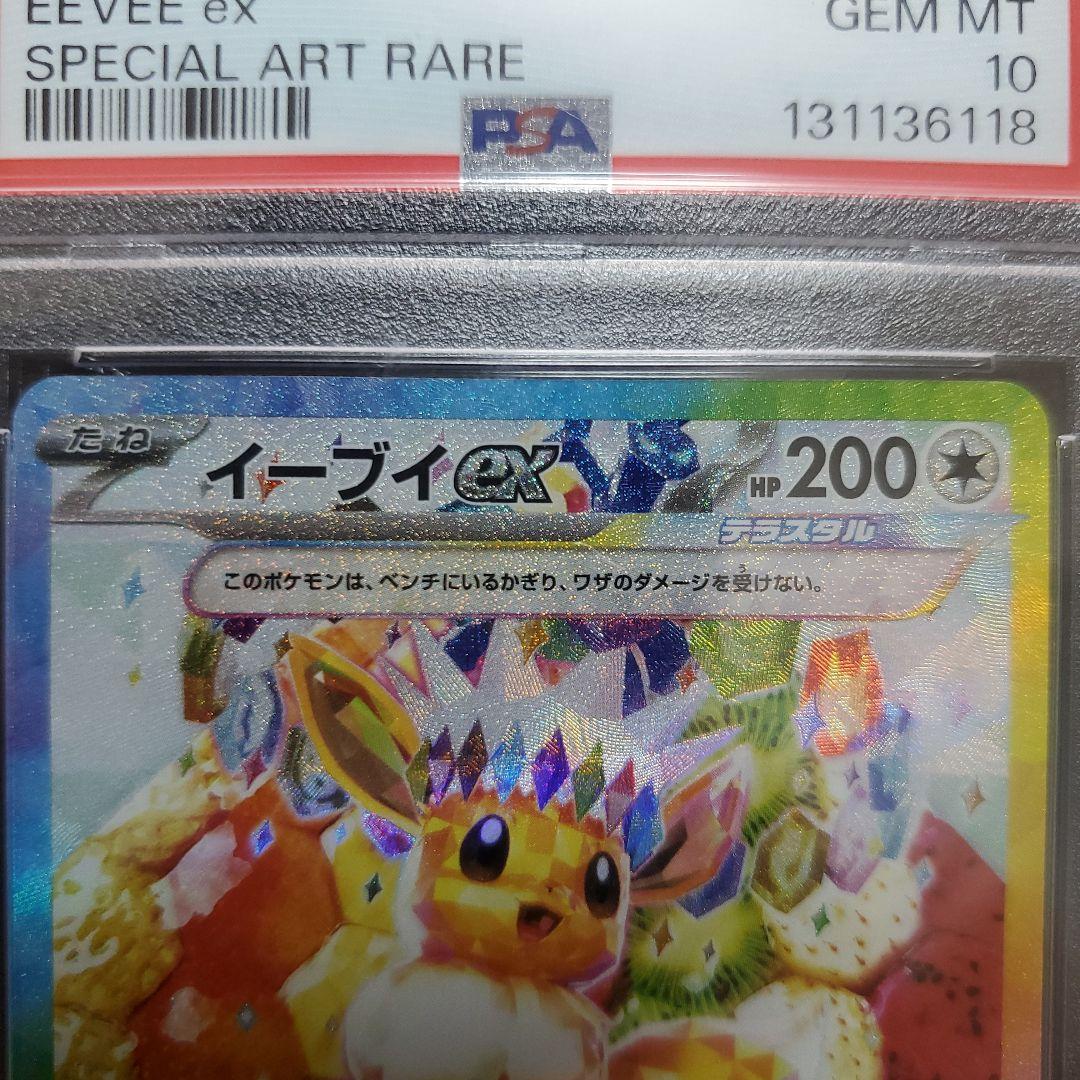 EEVEE ex
GEM MT
SPECIAL ART RARE
10
PSA
131136118
たね
イーブイex
HP 200
テラスタル
このポケモンは、ベンチにいるかぎり、ワザのダメージを受けない。